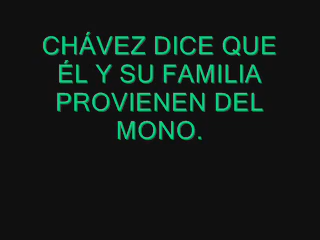 CHÁVEZ DICE QUE
ÉL Y SU FAMILIA
PROVIENEN DEL
MONO.